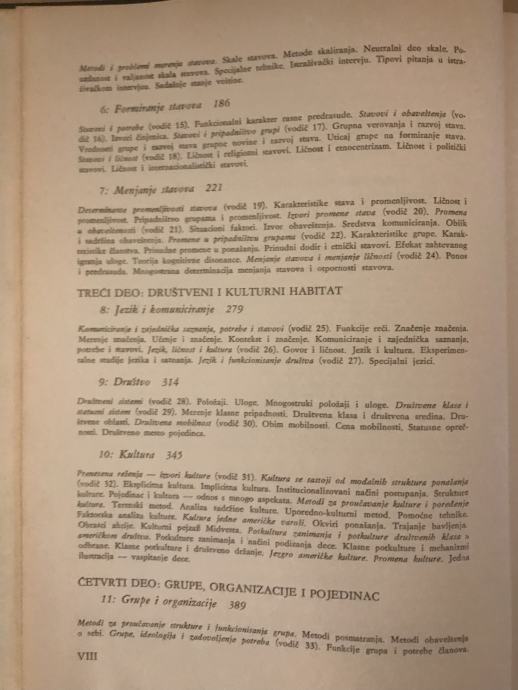 Metodi i problemi merenja stavova. Skale stavova. Metode skaliranja. Neutralni deo skale. Po-
uzdanost i valjanost skala stavova. Specijalne tehnike. Intraživački intervju. Tipovi pitanja u istra-
živačkom intervjuu. Sadašnje stanje veštine.
6: Formiranje stavova 186
Stavovi i potrebe (vodič 15). Funkcionalni karakter rasne predrasude. Stavovi i obaveštenje (vo-
dič 16). Izvori činjenica. Stavovi i pripadništvo grupi (vodič 17). Grupna verovanja i razvoj stava.
Vrednosti grupe i razvoj stava grupne novine i razvoj stava. Uticaj grupe na formiranje stava.
Stavovi i ličnost (vodič 18). Ličnost i religiozni stavovi. Ličnost i etnocentrizam. Ličnost i politički
stavovi. Ličnost i internacionalistički stavovi.
7: Menjanje stavova 221
Determinante promenljivosti stavova (vodič 19). Karakteristike stava i promenljivost. Ličnost i
promenljivost. Pripadništvo grupama i promenljivost. Izvori promene stava (vodič 20). Promena
u obaveštenosti (vodič 21). Situacioni faktori. Izvor obaveštenja. Sredstva komuniciranja. Oblik
i sadržina obaveštenja. Promene u pripadništvu grupama (vodič 22). Karakteristike grupe. Karak-
teristike članstva. Prinudne promene u ponašanju. Prinudni dodir i etnički stavovi. Efekat zahtevanog
igranja uloge. Teorija kognitivne disonance. Menjanje stavova i menjanje ličnosti (vodič 24). Ponos
i predrasuda. Mnogostruna determinacija menjanja stavova i otpornosti stavova.
TREĆI DEO: DRUŠTVENI I KULTURNI HABITAT
8: Jezik i komuniciranje 279
Komuniciranje i zajednička saznanja, potrebe i stavovi (vodič 25). Funkcije reči. Značenje značenja.
Merenje značenja. Učenje i značenje. Kontekst i značenje. Komuniciranje i zajednička saznanja,
potrebe i stavovi. Jezik, ličnost i kultura (vodič 26). Govor i ličnost. Jezik i kultura. Eksperimen-
talne studije jezika i saznanja. Jezik i funkcionisanje društva (vodič 27). Specijalni jezici.
9: Društvo 314
Društveni sistemi (vodič 28). Položaji. Uloge. Mnogostruki položaji i uloge. Društvene klase i
statusni sistem (vodič 29). Merenje klasne pripadnosti. Društvena klasa i društvena sredina. Dru-
štvene oblasti. Društvena mobilnost (vodič 30). Obim mobilnosti. Cena mobilnosti. Statusne opreč-
nosti. Društveno mesto pojedinca.
10: Kultura 345
Prenesena rešenja — izvori kulture (vodič 31). Kultura se sastoji od modalnih struktura ponašanja
(vodič 32). Eksplicitna kultura. Implicitna kultura. Institucionalizovani načini postupanja. Strukture
kulture. Pojedinac i kultura — odnos s mnogo aspekata. Metodi za proučavanje kulture i poređenje
kultura. Terenski metod. Analiza sadržine kulture. Uporedno-kulturni metod. Pomoćne tehnike.
Faktorska analiza kulture. Kultura jedne američke varoši. Okviri ponašanja. Trajanje bavljenja.
Obrasci akcije. Kulturni pejzaž Midvesta. Potkultura zanimanja i potkulture društvenih klasa u
američkom društvu. Potkulture zanimanja i načini podizanja dece. Klasne potkulture i mehanizmi
odbrane. Klasne potkulture i društveno držanje. Jezgro američke kulture. Promena kulture. Jedna
ilustracija — vaspitanje dece.
ČETVRTI DEO: GRUPE, ORGANIZACIJE I POJEDINAC
11: Grupe i organizacije 389
Metodi za proučavanje strukture i funkcionisanja grupa. Metodi posmatranja. Metodi obaveštenja
o sebi. Grupe, ideologija i zadovoljenje potreba (vodič 33). Funkcije grupa i potrebe članova.
VIII